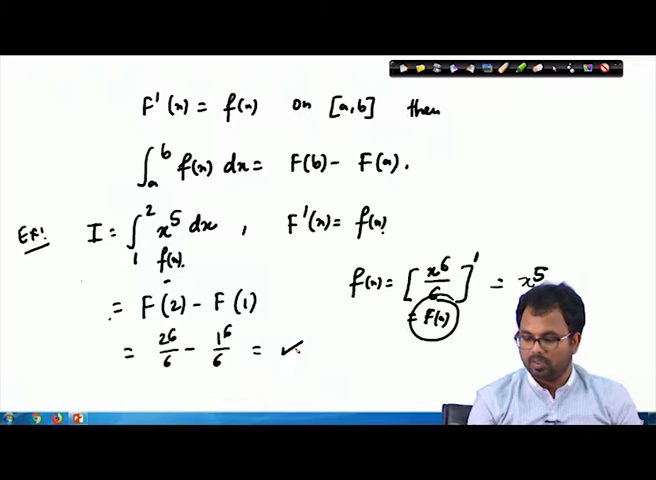 F'(x) = f(x) on [a,b] then
∫_a^b f(x) dx = F(b) - F(a).
Ex: I = ∫_1^2 x^5 dx , F'(x) = f(x)
f(x)
f(x) = [x^6/6]' = x^5
= F(2) - F(1)
= F(x)
= 2^6/6 - 1^6/6 = ✓